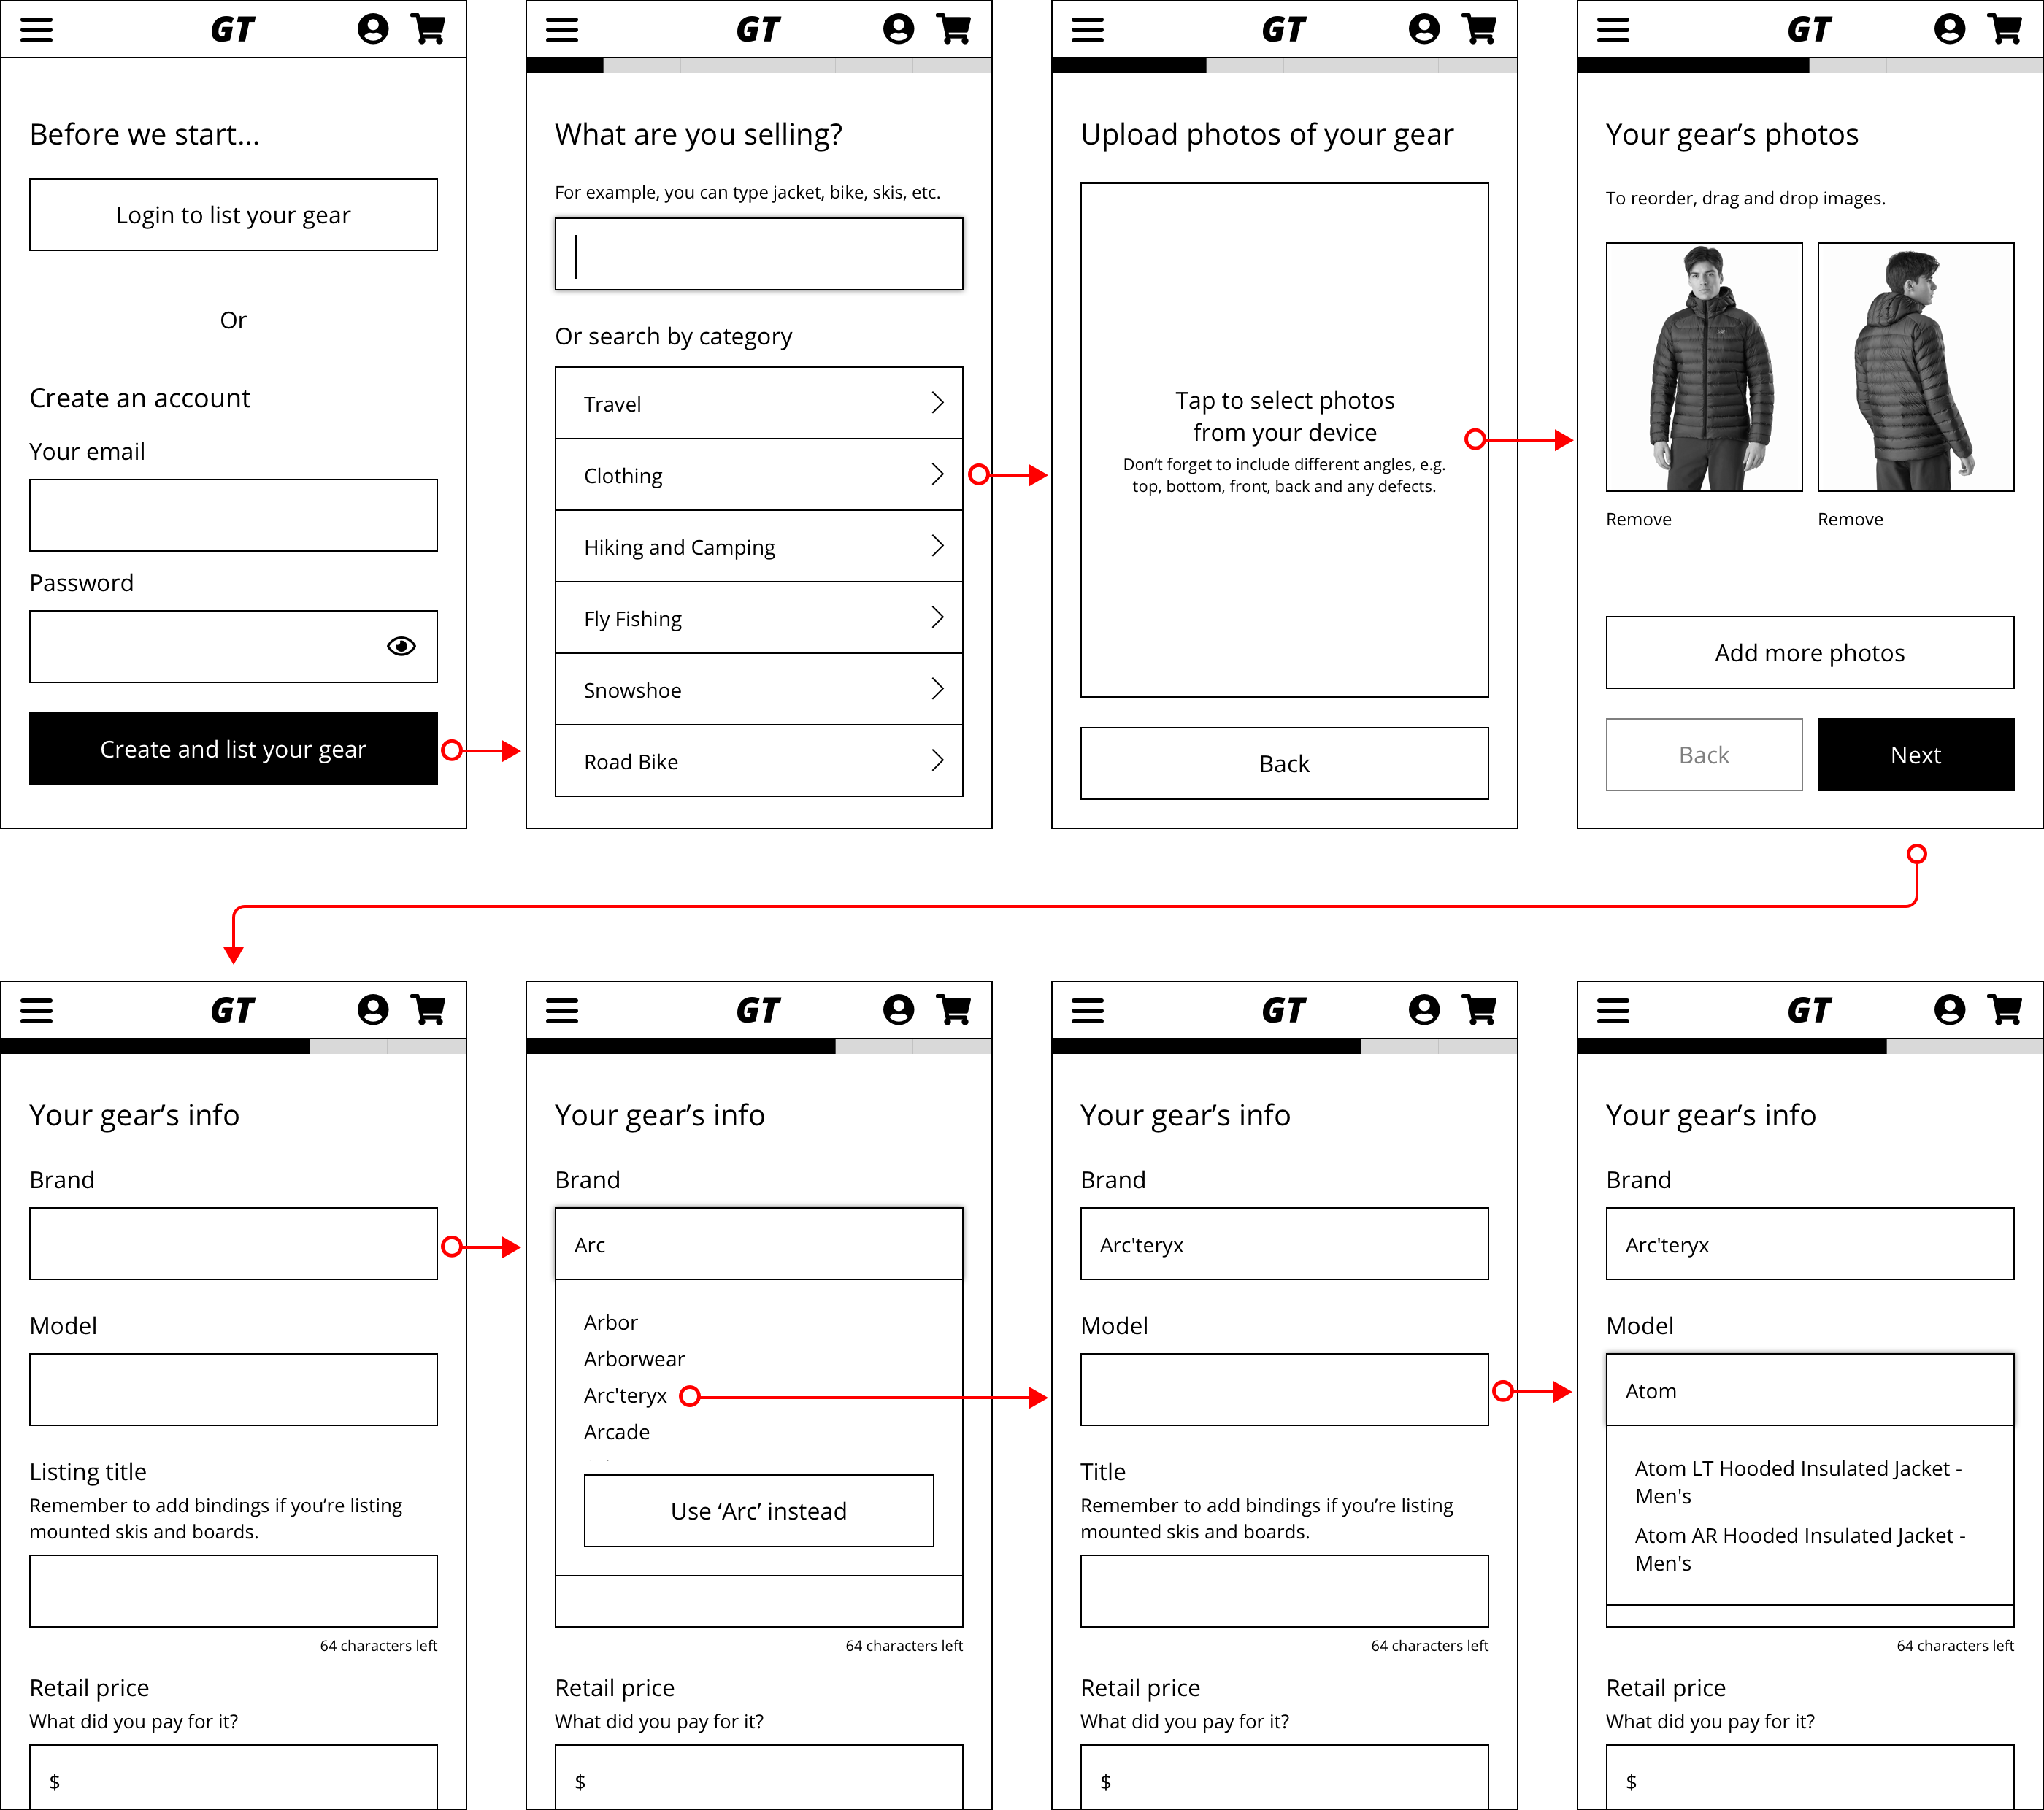 GT
Before we start...
Login to list your gear
Or
Create an account
Your email
Password
Create and list your gear
GT
What are you selling?
For example, you can type jacket, bike, skis, etc.
Or search by category
Travel
Clothing
Hiking and Camping
Fly Fishing
Snowshoe
Road Bike
GT
Upload photos of your gear
Tap to select photos
from your device
Don’t forget to include different angles, e.g.
top, bottom, front, back and any defects.
Back
GT
Your gear’s photos
To reorder, drag and drop images.
Remove
Remove
Add more photos
Back
Next
GT
Your gear’s info
Brand
Model
Listing title
Remember to add bindings if you’re listing
mounted skis and boards.
64 characters left
Retail price
What did you pay for it?
$
GT
Your gear’s info
Brand
Arc
Arbor
Arborwear
Arc'teryx
Arcade
Use ‘Arc’ instead
64 characters left
Retail price
What did you pay for it?
$
GT
Your gear’s info
Brand
Arc'teryx
Model
Title
Remember to add bindings if you’re listing
mounted skis and boards.
64 characters left
Retail price
What did you pay for it?
$
GT
Your gear’s info
Brand
Arc'teryx
Model
Atom
Atom LT Hooded Insulated Jacket -
Men's
Atom AR Hooded Insulated Jacket -
Men's
64 characters left
Retail price
What did you pay for it?
$